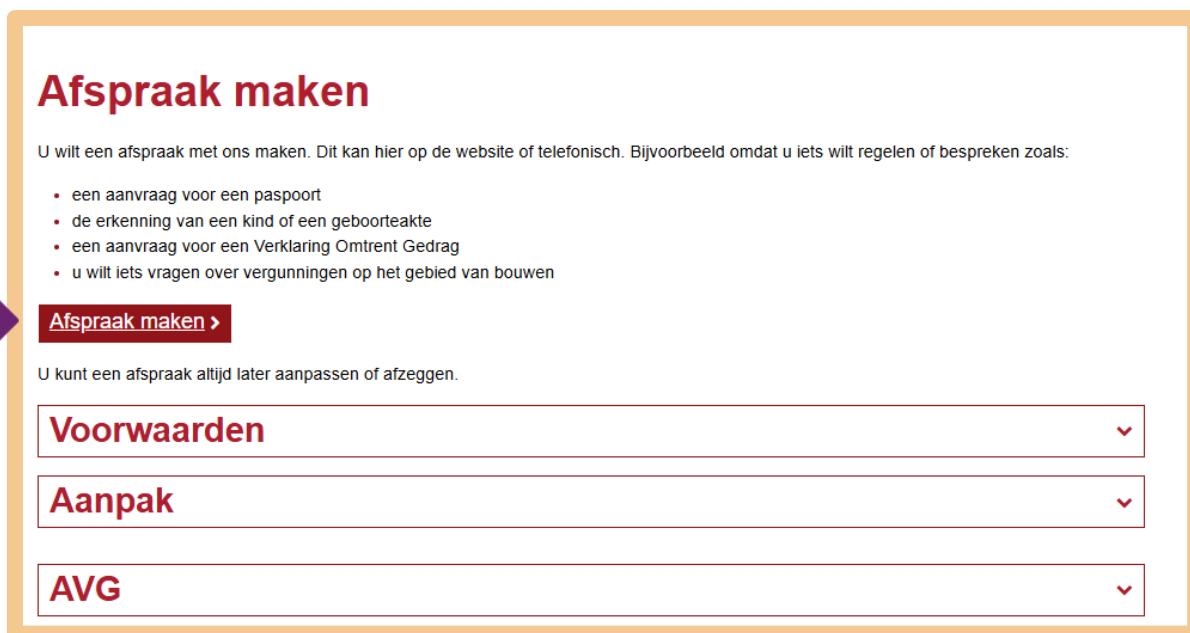 Afspraak maken
U wilt een afspraak met ons maken. Dit kan hier op de website of telefonisch. Bijvoorbeeld omdat u iets wilt regelen of bespreken zoals:
• een aanvraag voor een paspoort
• de erkenning van een kind of een geboorteakte
• een aanvraag voor een Verklaring Omtrent Gedrag
• u wilt iets vragen over vergunningen op het gebied van bouwen
Afspraak maken ›
U kunt een afspraak altijd later aanpassen of afzeggen.
Voorwaarden
Aanpak
AVG